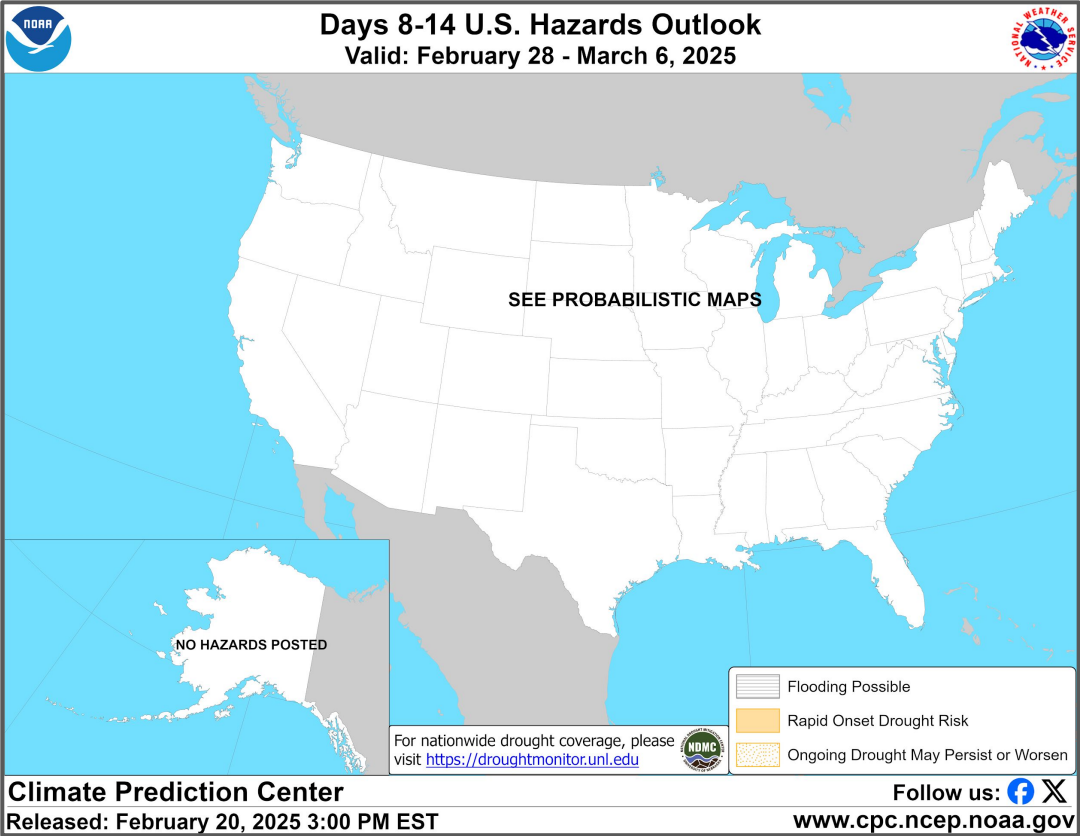 NOAA
Days 8-14 U.S. Hazards Outlook
Valid: February 28 - March 6, 2025
NATIONAL WEATHER SERVICE
SEE PROBABILISTIC MAPS
NO HAZARDS POSTED
For nationwide drought coverage, please
visit https://droughtmonitor.unl.edu
NDMC
Flooding Possible
Rapid Onset Drought Risk
Ongoing Drought May Persist or Worsen
Climate Prediction Center
Follow us:
Released: February 20, 2025 3:00 PM EST
www.cpc.ncep.noaa.gov